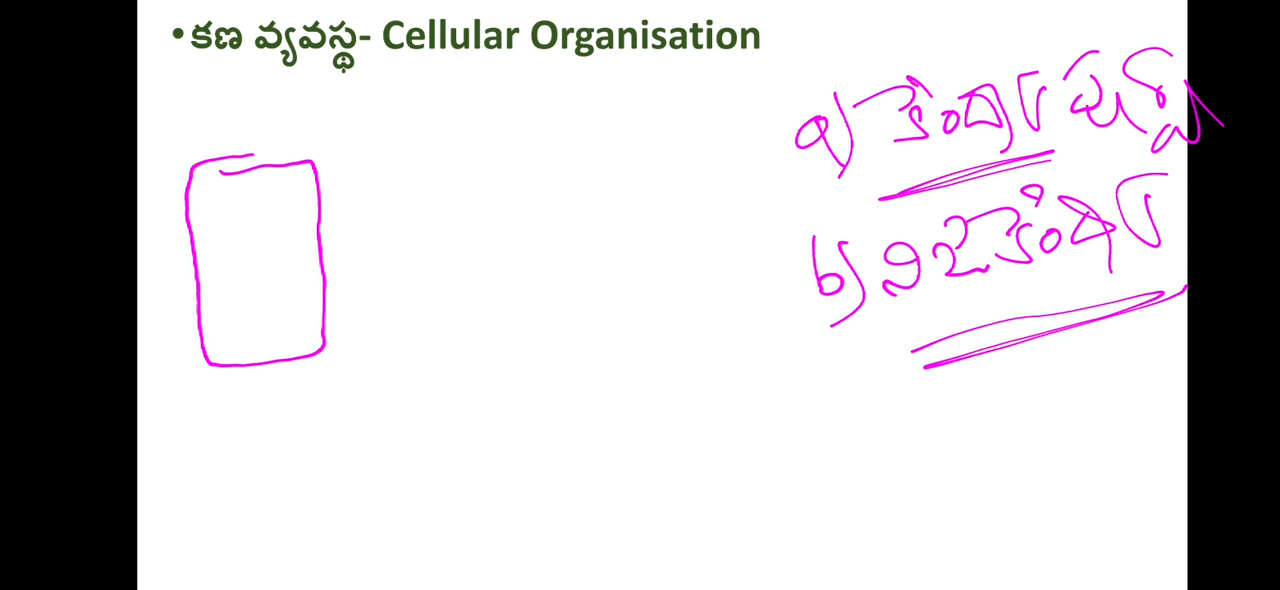 •కణ వ్యవస్థ- Cellular Organisation
a) కేంద్రక
b) నిజకేంద్రక